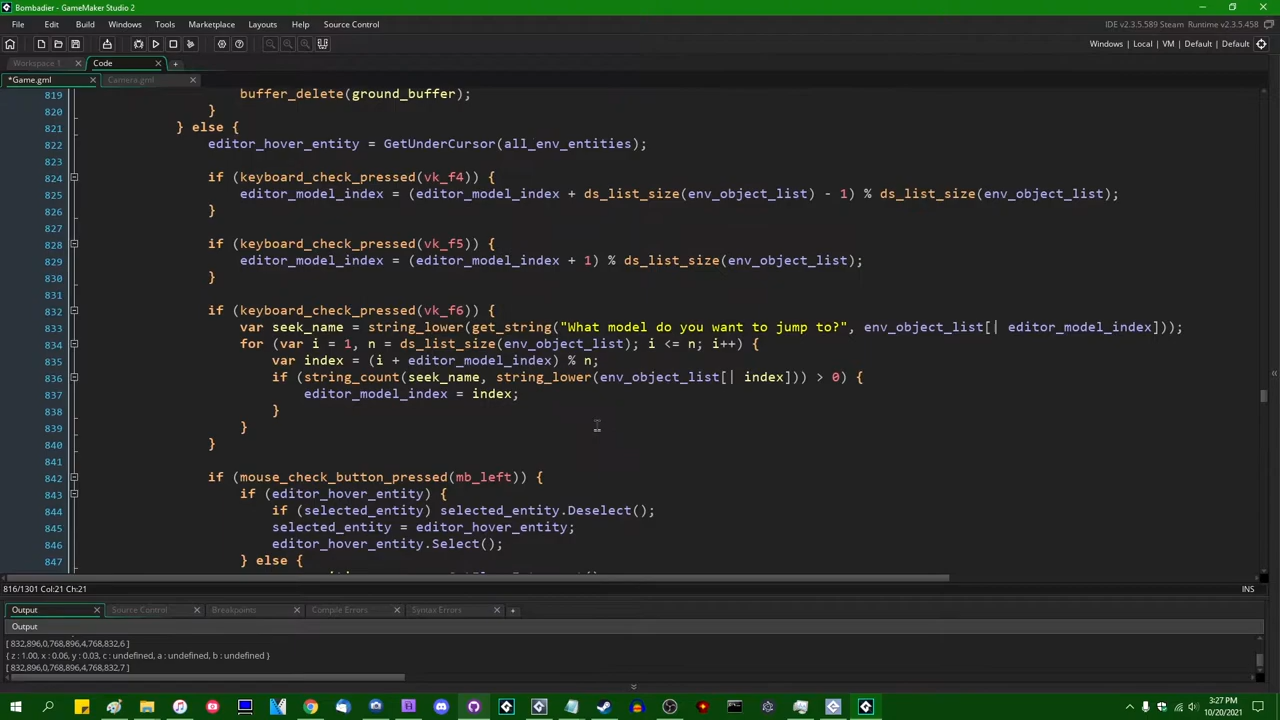 Bombadier - GameMaker Studio 2
File Edit Build Windows Tools Marketplace Layouts Help Source Control
IDE v2.3.5.589 Steam Runtime v2.3.5.458
Windows | Local | VM | Default | Default
Workspace 1 Code
*Game.gml Camera.gml
819 buffer_delete(ground_buffer);
820 }
821 } else {
822 editor_hover_entity = GetUnderCursor(all_env_entities);
823
824 if (keyboard_check_pressed(vk_f4)) {
825 editor_model_index = (editor_model_index + ds_list_size(env_object_list) - 1) % ds_list_size(env_object_list);
826 }
827
828 if (keyboard_check_pressed(vk_f5)) {
829 editor_model_index = (editor_model_index + 1) % ds_list_size(env_object_list);
830 }
831
832 if (keyboard_check_pressed(vk_f6)) {
833 var seek_name = string_lower(get_string("What model do you want to jump to?", env_object_list[| editor_model_index]));
834 for (var i = 1, n = ds_list_size(env_object_list); i <= n; i++) {
835 var index = (i + editor_model_index) % n;
836 if (string_count(seek_name, string_lower(env_object_list[| index])) > 0) {
837 editor_model_index = index;
838 }
839 }
840 }
841
842 if (mouse_check_button_pressed(mb_left)) {
843 if (editor_hover_entity) {
844 if (selected_entity) selected_entity.Deselect();
845 selected_entity = editor_hover_entity;
846 editor_hover_entity.Select();
847 } else {
816/1301 Col:21 Ch:21 INS
Output Source Control Breakpoints Compile Errors Syntax Errors
Output
[ 832,896,0,768,896,4,768,832,6 ]
{ z : 1.00, x : 0.06, y : 0.03, c : undefined, a : undefined, b : undefined }
[ 832,896,0,768,896,4,768,832,7 ]
3:27 PM
10/20/2021